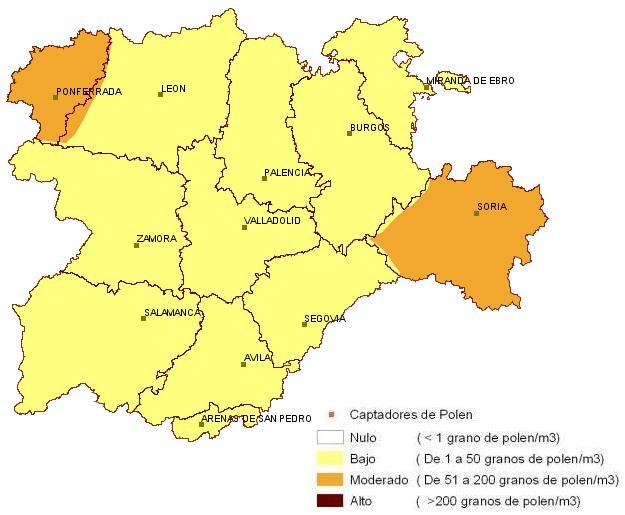 MIRANDA DE EBRO
PONFERRADA
LEON
BURGOS
PALENCIA
SORIA
VALLADOLID
ZAMORA
SALAMANCA
SEGOVIA
AVILA
ARENAS DE SAN PEDRO
Captadores de Polen
Nulo ( < 1 grano de polen/m3)
Bajo ( De 1 a 50 granos de polen/m3)
Moderado ( De 51 a 200 granos de polen/m3)
Alto ( >200 granos de polen/m3)